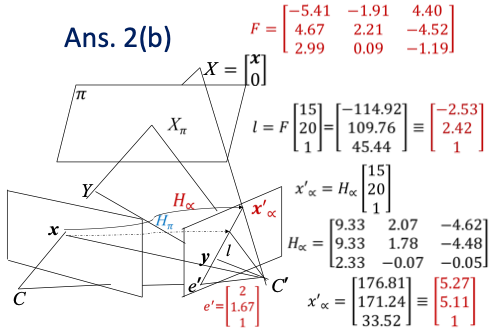 Ans. 2(b)
F = [−5.41 −1.91 4.40
4.67 2.21 −4.52
2.99 0.09 −1.19]
X = [x
0]
π
X_π
l = F [15
20
1] = [−114.92
109.76
45.44] ≡ [−2.53
2.42
1]
Y
H_∝
H_π
x'_∝
x
x'_∝ = H_∝ [15
20
1]
y
l
H_∝ = [9.33 2.07 −4.62
9.33 1.78 −4.48
2.33 −0.07 −0.05]
C
e'
C'
e' = [2
1.67
1]
x'_∝ = [176.81
171.24
33.52] ≡ [5.27
5.11
1]